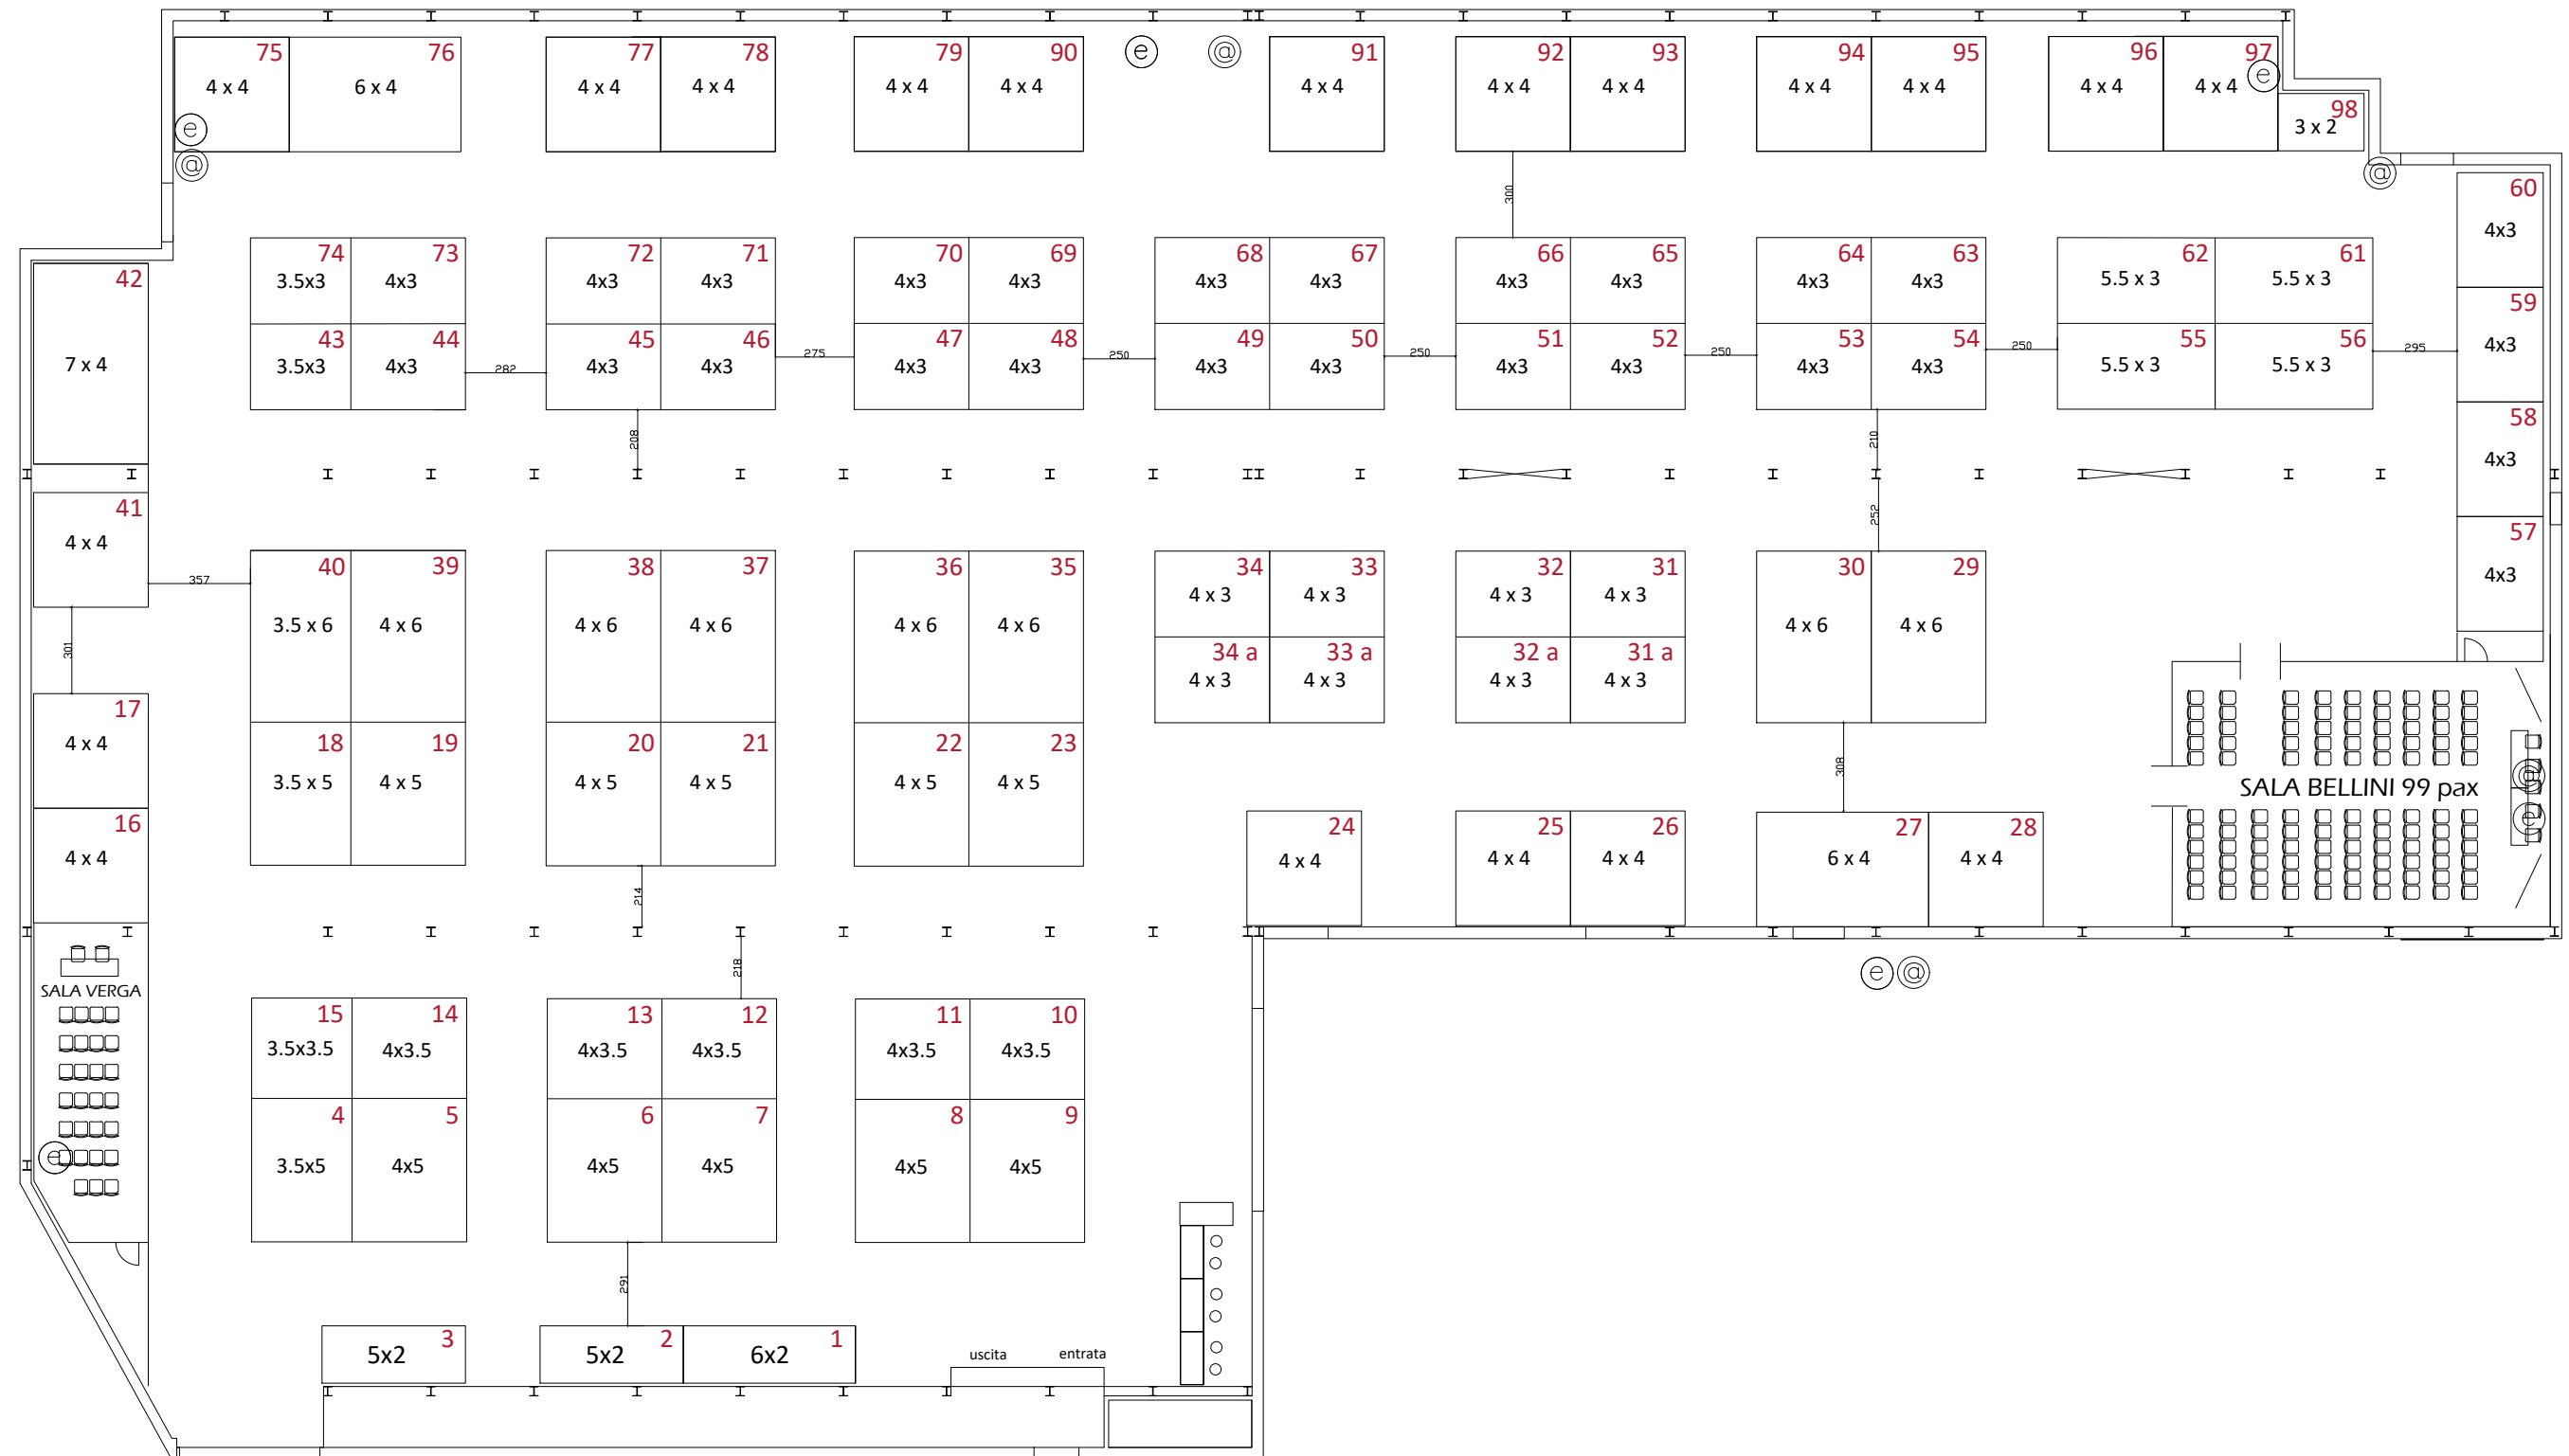 75 76 77 78 79 90 e @ 91 92 93 94 95 96 97
4 x 4 6 x 4 4 x 4 4 x 4 4 x 4 4 x 4 4 x 4 4 x 4 4 x 4 4 x 4 4 x 4 4 x 4 4 x 4 e
98
3 x 2
e
@ @
300
60
4x3
42 74 73 72 71 70 69 68 67 66 65 64 63 62 61
3.5x3 4x3 4x3 4x3 4x3 4x3 4x3 4x3 4x3 4x3 4x3 4x3 5.5 x 3 5.5 x 3
59
43 44 45 46 47 48 49 50 51 52 53 54 55 56
4x3
282 275 250 250 250 250 295
7 x 4 3.5x3 4x3 4x3 4x3 4x3 4x3 4x3 4x3 4x3 4x3 4x3 4x3 5.5 x 3 5.5 x 3
58
4x3
208 210
41
4 x 4
252
57
4x3
357
40 39 38 37 36 35 34 33 32 31 30 29
4 x 3 4 x 3 4 x 3 4 x 3
3.5 x 6 4 x 6 4 x 6 4 x 6 4 x 6 4 x 6 4 x 6 4 x 6
301
34 a 33 a 32 a 31 a
4 x 3 4 x 3 4 x 3 4 x 3
17
4 x 4
18 19 20 21 22 23
3.5 x 5 4 x 5 4 x 5 4 x 5 4 x 5 4 x 5
308
SALA BELLINI 99 pax
@
e
16
4 x 4
24 25 26 27 28
4 x 4 4 x 4 4 x 4 6 x 4 4 x 4
214
218
e @
SALA VERGA
15 14 13 12 11 10
3.5x3.5 4x3.5 4x3.5 4x3.5 4x3.5 4x3.5
4 5 6 7 8 9
e
3.5x5 4x5 4x5 4x5 4x5 4x5
291
3 2 1
5x2 5x2 6x2
uscita entrata